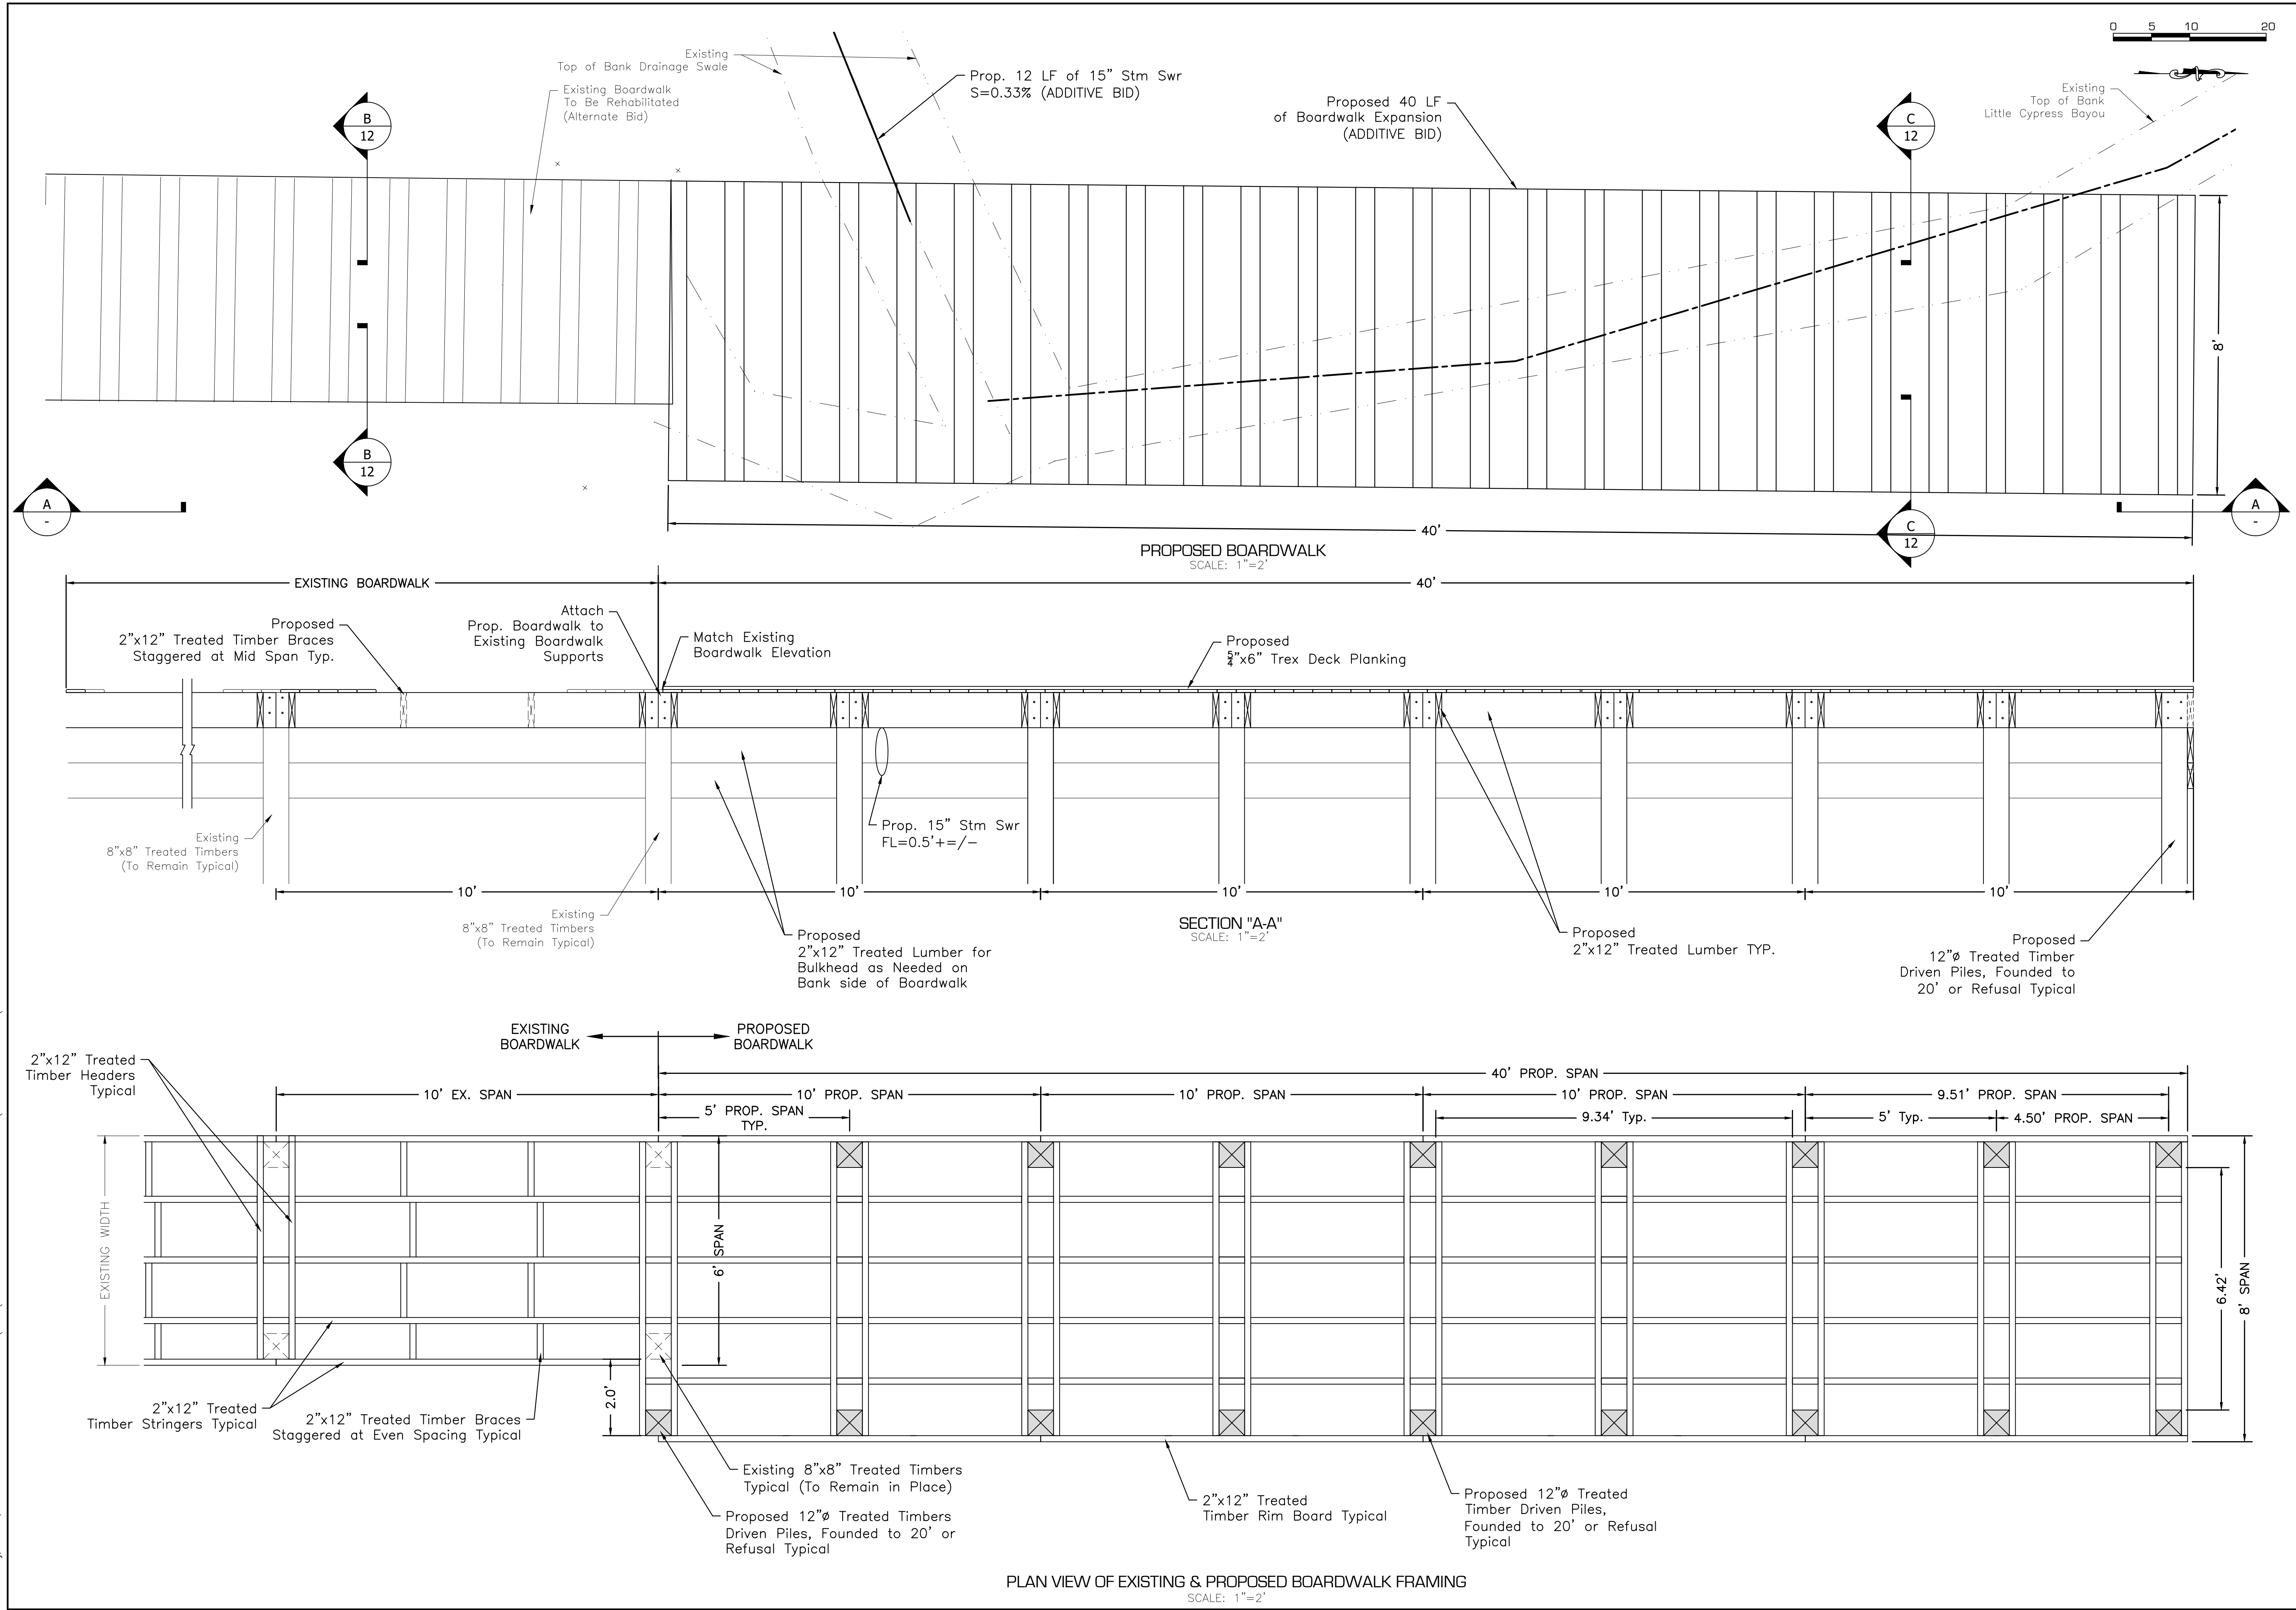 0 5 10 20
Existing
Top of Bank Drainage Swale
Existing Boardwalk
To Be Rehabilitated
(Alternate Bid)
Prop. 12 LF of 15" Stm Swr
S=0.33% (ADDITIVE BID)
Proposed 40 LF
of Boardwalk Expansion
(ADDITIVE BID)
Existing
Top of Bank
Little Cypress Bayou
B
12
C
12
8'
B
12
A
-
C
12
A
-
40'
PROPOSED BOARDWALK
SCALE: 1"=2'
EXISTING BOARDWALK
40'
Proposed
2"x12" Treated Timber Braces
Staggered at Mid Span Typ.
Attach
Prop. Boardwalk to
Existing Boardwalk
Supports
Match Existing
Boardwalk Elevation
Proposed
5/4"x6" Trex Deck Planking
Existing
8"x8" Treated Timbers
(To Remain Typical)
Prop. 15" Stm Swr
FL=0.5'+=/-
10'
10'
10'
10'
10'
Existing
8"x8" Treated Timbers
(To Remain Typical)
Proposed
2"x12" Treated Lumber for
Bulkhead as Needed on
Bank side of Boardwalk
SECTION "A-A"
SCALE: 1"=2'
Proposed
2"x12" Treated Lumber TYP.
Proposed
12"ø Treated Timber
Driven Piles, Founded to
20' or Refusal Typical
EXISTING
BOARDWALK
PROPOSED
BOARDWALK
2"x12" Treated
Timber Headers
Typical
40' PROP. SPAN
10' EX. SPAN
10' PROP. SPAN
10' PROP. SPAN
10' PROP. SPAN
9.51' PROP. SPAN
5' PROP. SPAN
TYP.
9.34' Typ.
5' Typ.
4.50' PROP. SPAN
EXISTING WIDTH
6' SPAN
6.42'
8' SPAN
2.0'
2"x12" Treated
Timber Stringers Typical
2"x12" Treated Timber Braces
Staggered at Even Spacing Typical
Existing 8"x8" Treated Timbers
Typical (To Remain in Place)
Proposed 12"ø Treated Timbers
Driven Piles, Founded to 20' or
Refusal Typical
2"x12" Treated
Timber Rim Board Typical
Proposed 12"ø Treated
Timber Driven Piles,
Founded to 20' or Refusal
Typical
PLAN VIEW OF EXISTING & PROPOSED BOARDWALK FRAMING
SCALE: 1"=2'